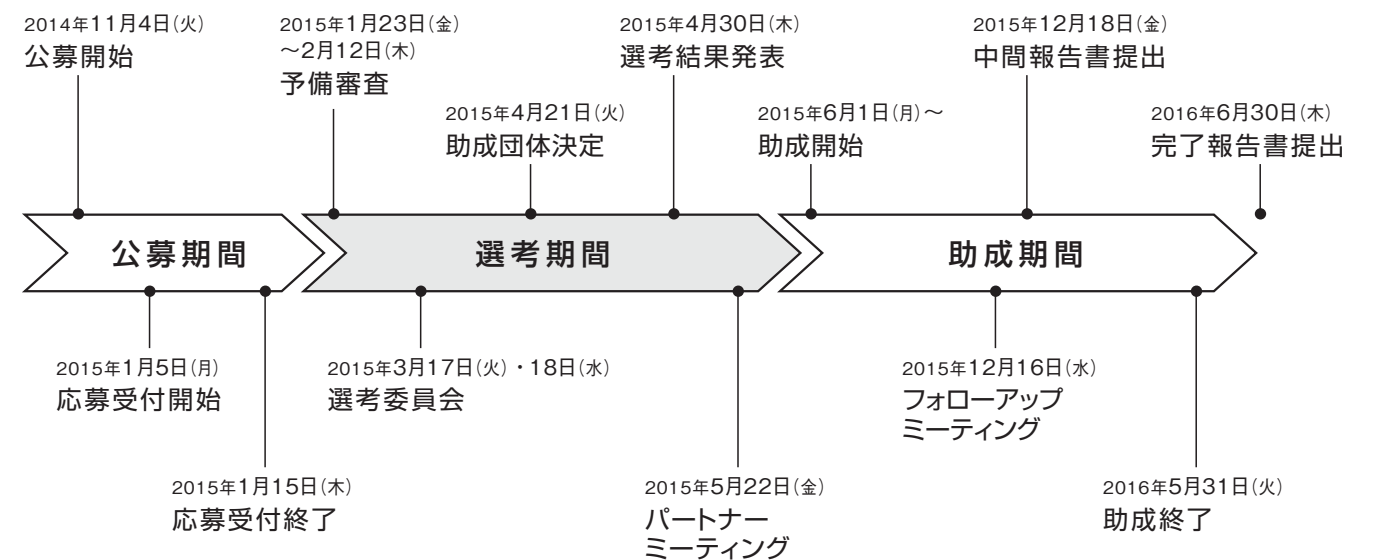 2014年11月4日（火）
公募開始
2015年1月23日（金）
～2月12日（木）
予備審査
2015年4月21日（火）
助成団体決定
2015年4月30日（木）
選考結果発表
2015年6月1日（月）～
助成開始
2015年12月18日（金）
中間報告書提出
2016年6月30日（木）
完了報告書提出
公募期間
選考期間
助成期間
2015年1月5日（月）
応募受付開始
2015年1月15日（木）
応募受付終了
2015年3月17日（火）・18日（水）
選考委員会
2015年5月22日（金）
パートナー
ミーティング
2015年12月16日（水）
フォローアップ
ミーティング
2016年5月31日（火）
助成終了